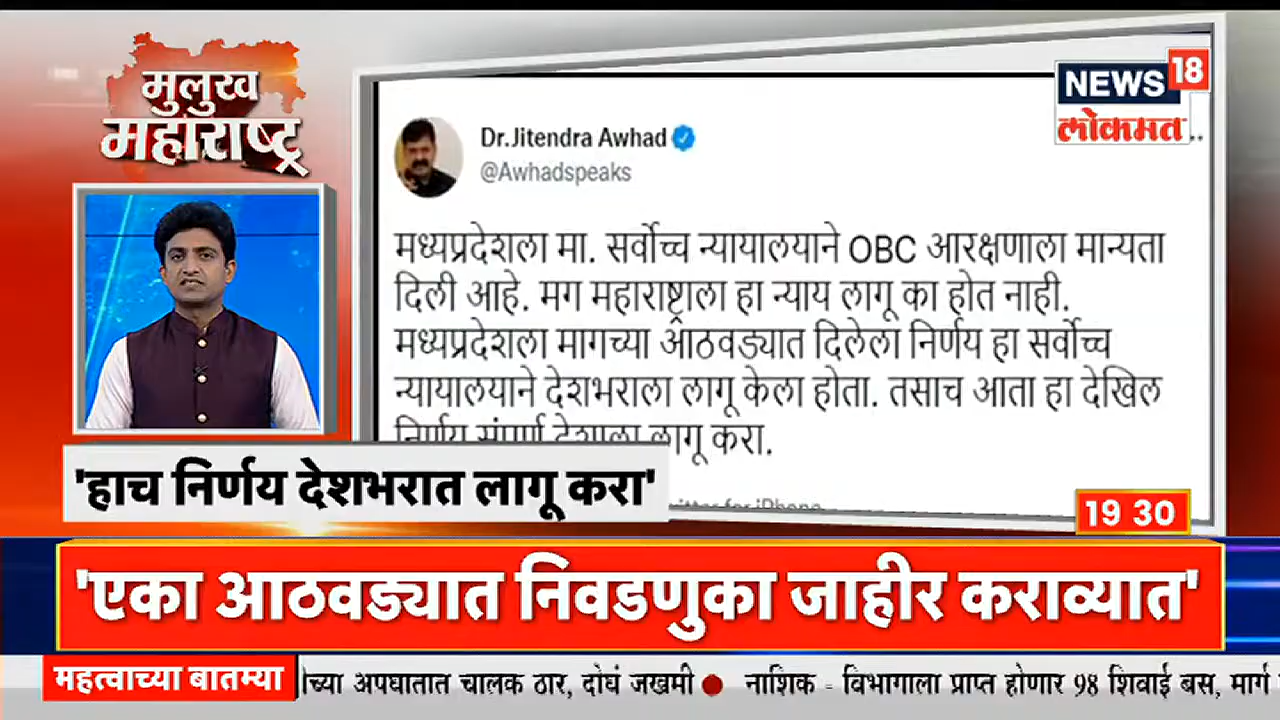 मुलुख
महाराष्ट्र
NEWS 18
लोकमत
Dr.Jitendra Awhad
@Awhadspeaks
मध्यप्रदेशला मा. सर्वोच्च न्यायालयाने OBC आरक्षणाला मान्यता
दिली आहे. मग महाराष्ट्राला हा न्याय लागू का होत नाही.
मध्यप्रदेशला मागच्या आठवड्यात दिलेला निर्णय हा सर्वोच्च
न्यायालयाने देशभराला लागू केला होता. तसाच आता हा देखिल
निर्णय संपूर्ण देशाला लागू करा.
'हाच निर्णय देशभरात लागू करा'
19 30
'एका आठवड्यात निवडणुका जाहीर कराव्यात'
महत्वाच्या बातम्या
अपघातात चालक ठार, दोघं जखमी ● नाशिक - विभागाला प्राप्त होणार 98 शिवाई बस, मार्ग